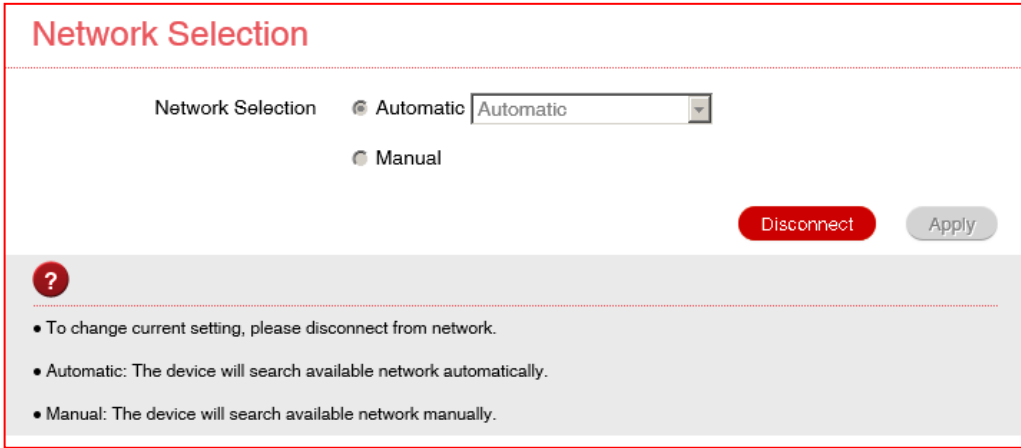 Network Selection
Network Selection Automatic Automatic
Manual
Disconnect Apply
?
• To change current setting, please disconnect from network.
• Automatic: The device will search available network automatically.
• Manual: The device will search available network manually.